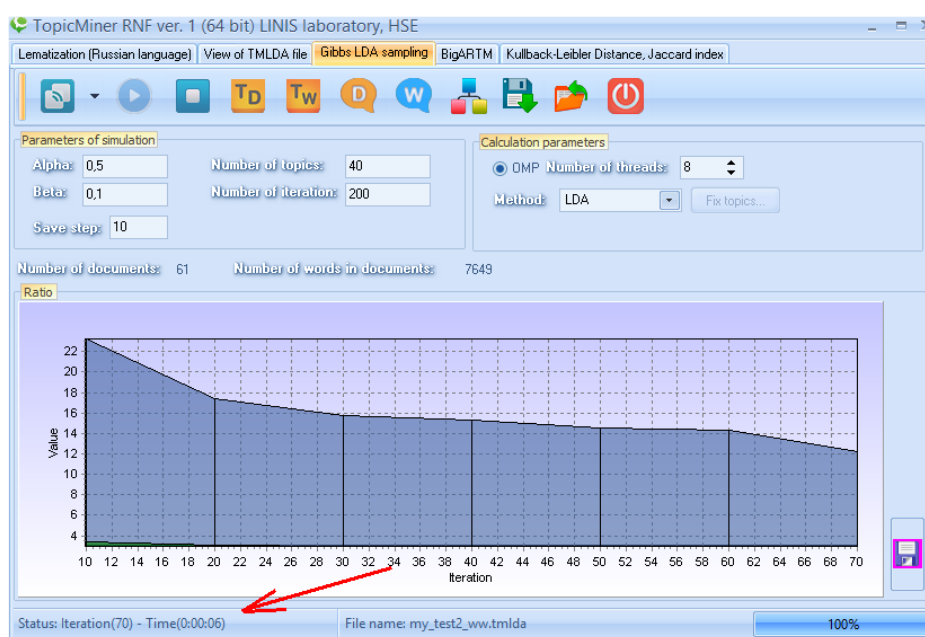 TopicMiner RNF ver. 1 (64 bit) LINIS laboratory, HSE
Lematization (Russian language) View of TMLDA file Gibbs LDA sampling BigARTM Kullback-Leibler Distance, Jaccard index
TD TW D W
Parameters of simulation
Alpha: 0,5 Number of topics: 40
Beta: 0,1 Number of iteration: 200
Save step: 10
Calculation parameters
OMP Number of threads: 8
Method: LDA Fix topics...
Number of documents: 61 Number of words in documents: 7649
Ratio
Value
22
20
18
16
14
12
10
8
6
4
10 12 14 16 18 20 22 24 26 28 30 32 34 36 38 40 42 44 46 48 50 52 54 56 58 60 62 64 66 68 70
Iteration
Status: Iteration(70) - Time(0:00:06) File name: my_test2_ww.tmlda 100%